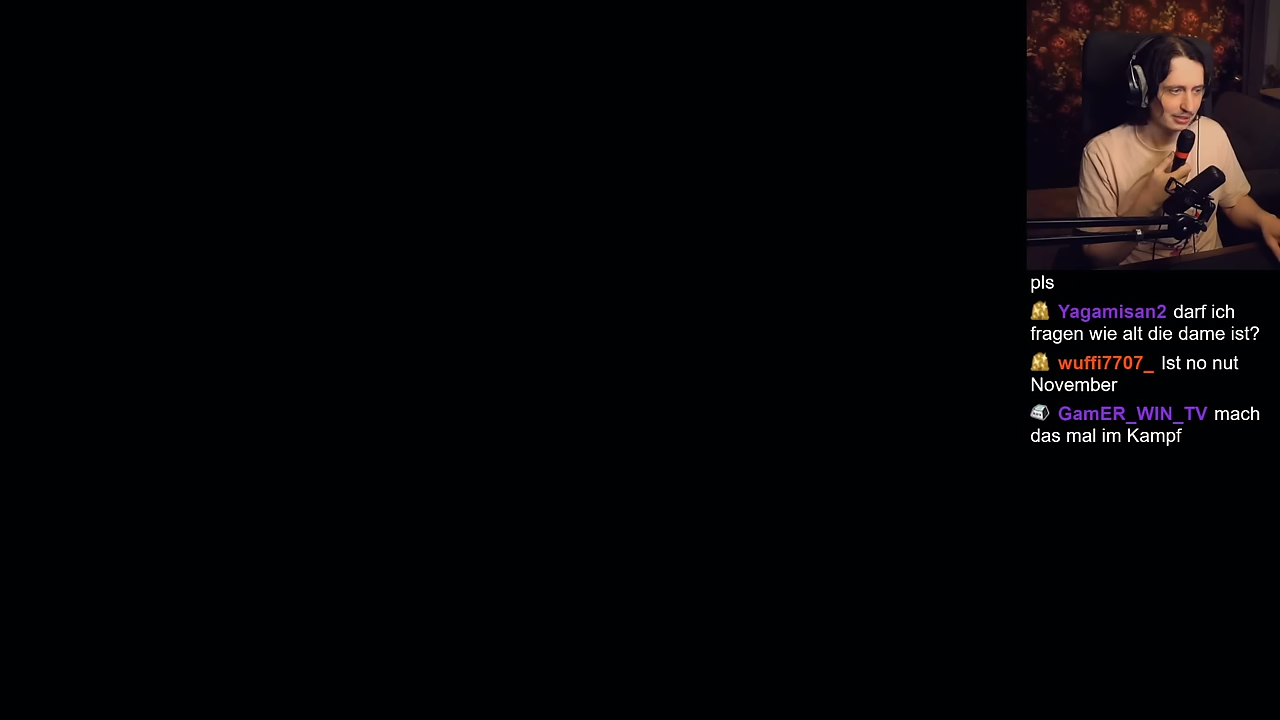 pls
Yagamisan2 darf ich
fragen wie alt die dame ist?
wuffi7707_ Ist no nut
November
GamER_WIN_TV mach
das mal im Kampf